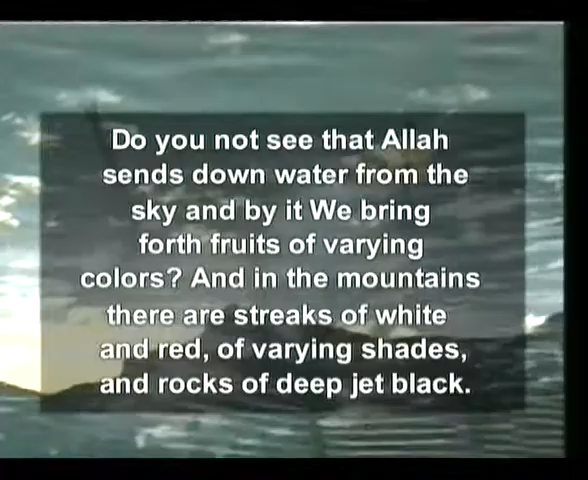 Do you not see that Allah
sends down water from the
sky and by it We bring
forth fruits of varying
colors? And in the mountains
there are streaks of white
and red, of varying shades,
and rocks of deep jet black.